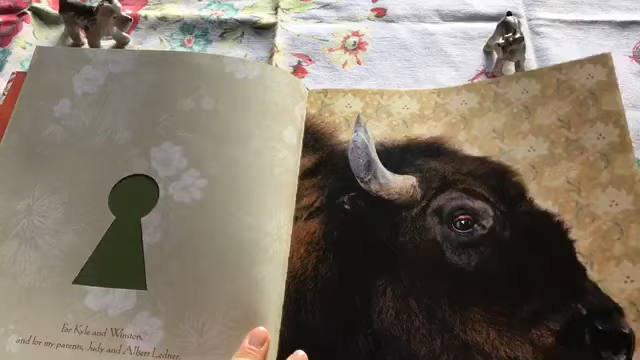 For Kyle and Winston,
and for my parents, Judy and Albert Ledner.